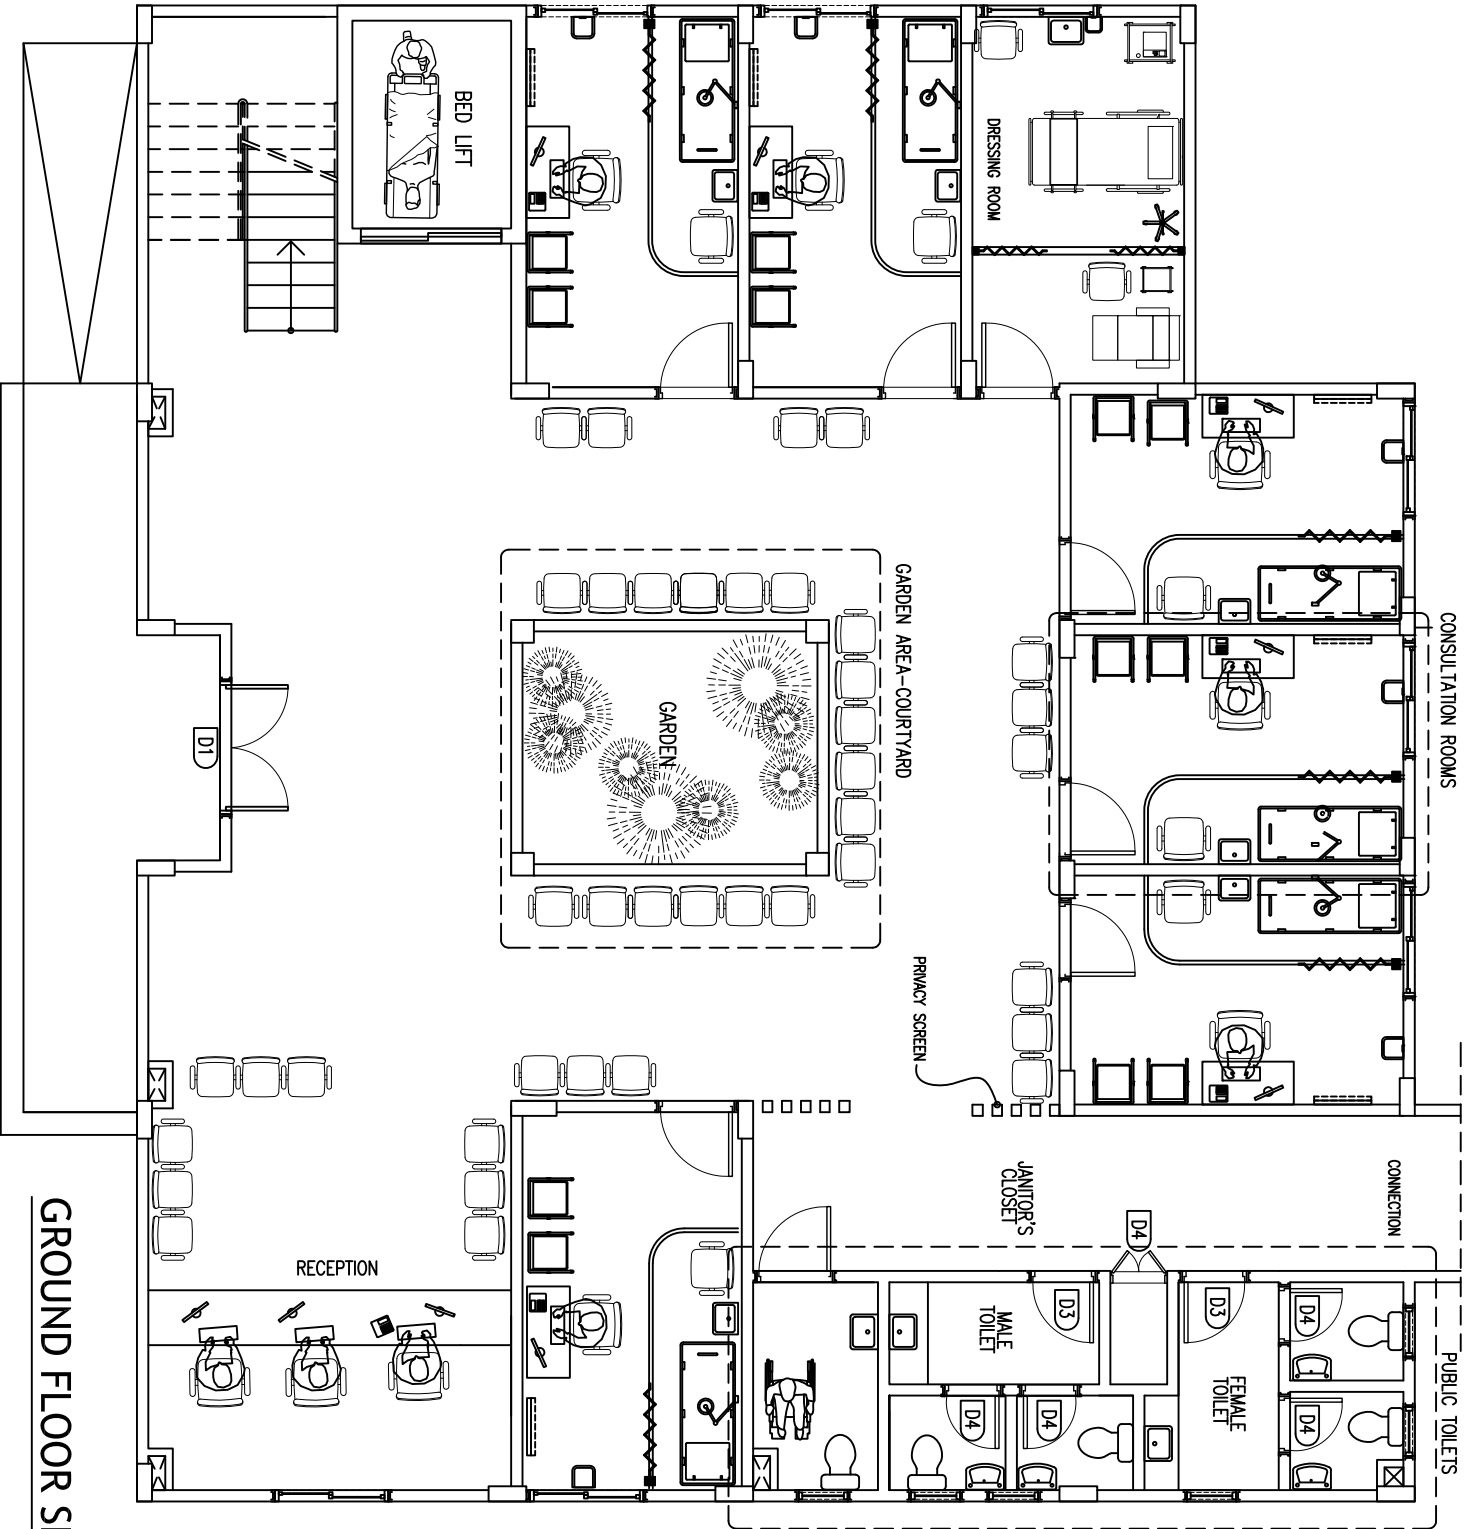 BED LIFT
DRESSING ROOM
CONSULTATION ROOMS
GARDEN AREA-COURTYARD
GARDEN
D1
PRIVACY SCREEN
CONNECTION
JANITOR'S
CLOSET
D4
PUBLIC TOILETS
D3
D3
D4
D4
D4
D4
MALE
TOILET
FEMALE
TOILET
RECEPTION
GROUND FLOOR